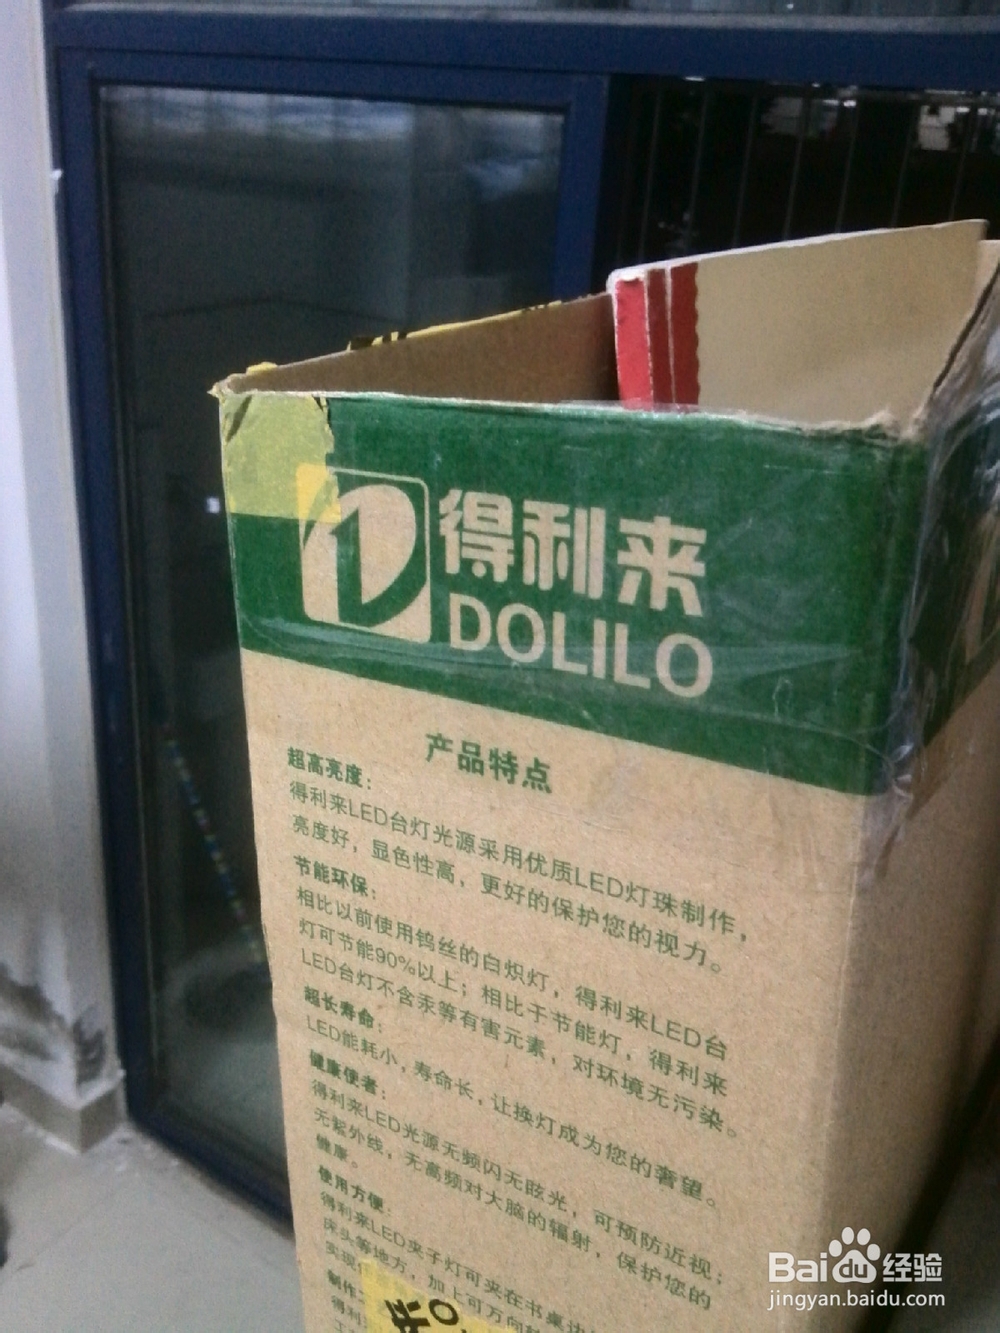 得利来
DOLILO
产品特点
超高亮度：
得利来LED台灯光源采用优质LED灯珠制作，
亮度好，显色性高，更好的保护您的视力。
节能环保：
相比以前使用钨丝的白炽灯，得利来LED台
灯可节能90%以上；相比于节能灯，得利来
LED台灯不含汞等有害元素，对环境无污染。
超长寿命：
LED能耗小，寿命长，让换灯成为您的奢望。
健康使者：
得利来LED光源无频闪无眩光，可预防近视；
无紫外线，无高频对大脑的辐射，保护您的
健康。
使用方便：
得利来LED夹子灯可夹在书桌边
床头等地方，加上可万向
实现
制作
得利
Baidu经验
jingyan.baidu.com